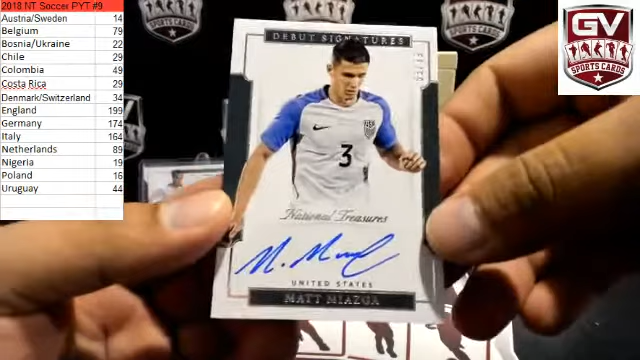 2018 NT Soccer PYT #9
Austna/Sweden 14
Belgium 79
Bosnia/Ukraine 22
Chile 29
Colombia 49
Costa Rica 29
Denmark/Switzerland 34
England 199
Germany 174
Italy 164
Netherlands 89
Nigeria 19
Poland 16
Uruguay 44
DEBUT SIGNATURES
3
National Treasures
UNITED STATES
MATT MIAZGA
GV
SPORTS CARDS